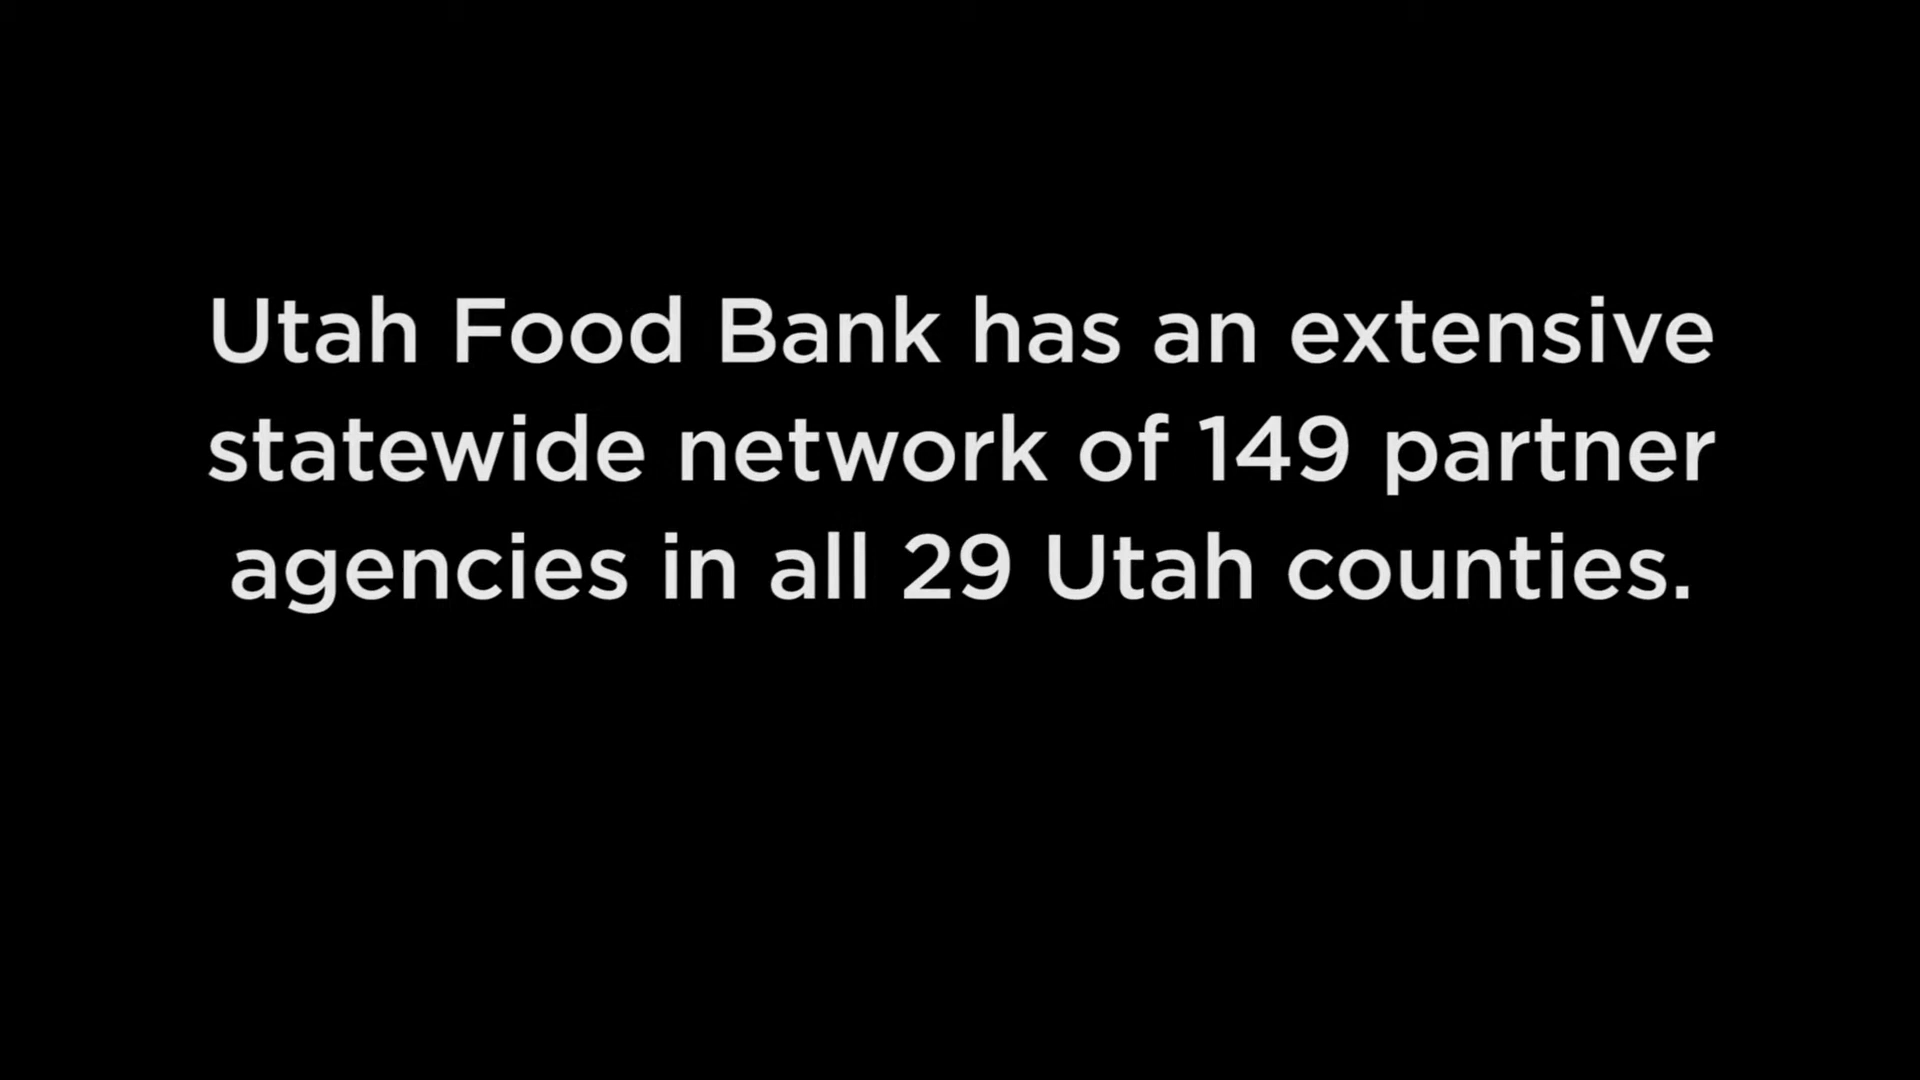 Utah Food Bank has an extensive
statewide network of 149 partner
agencies in all 29 Utah counties.